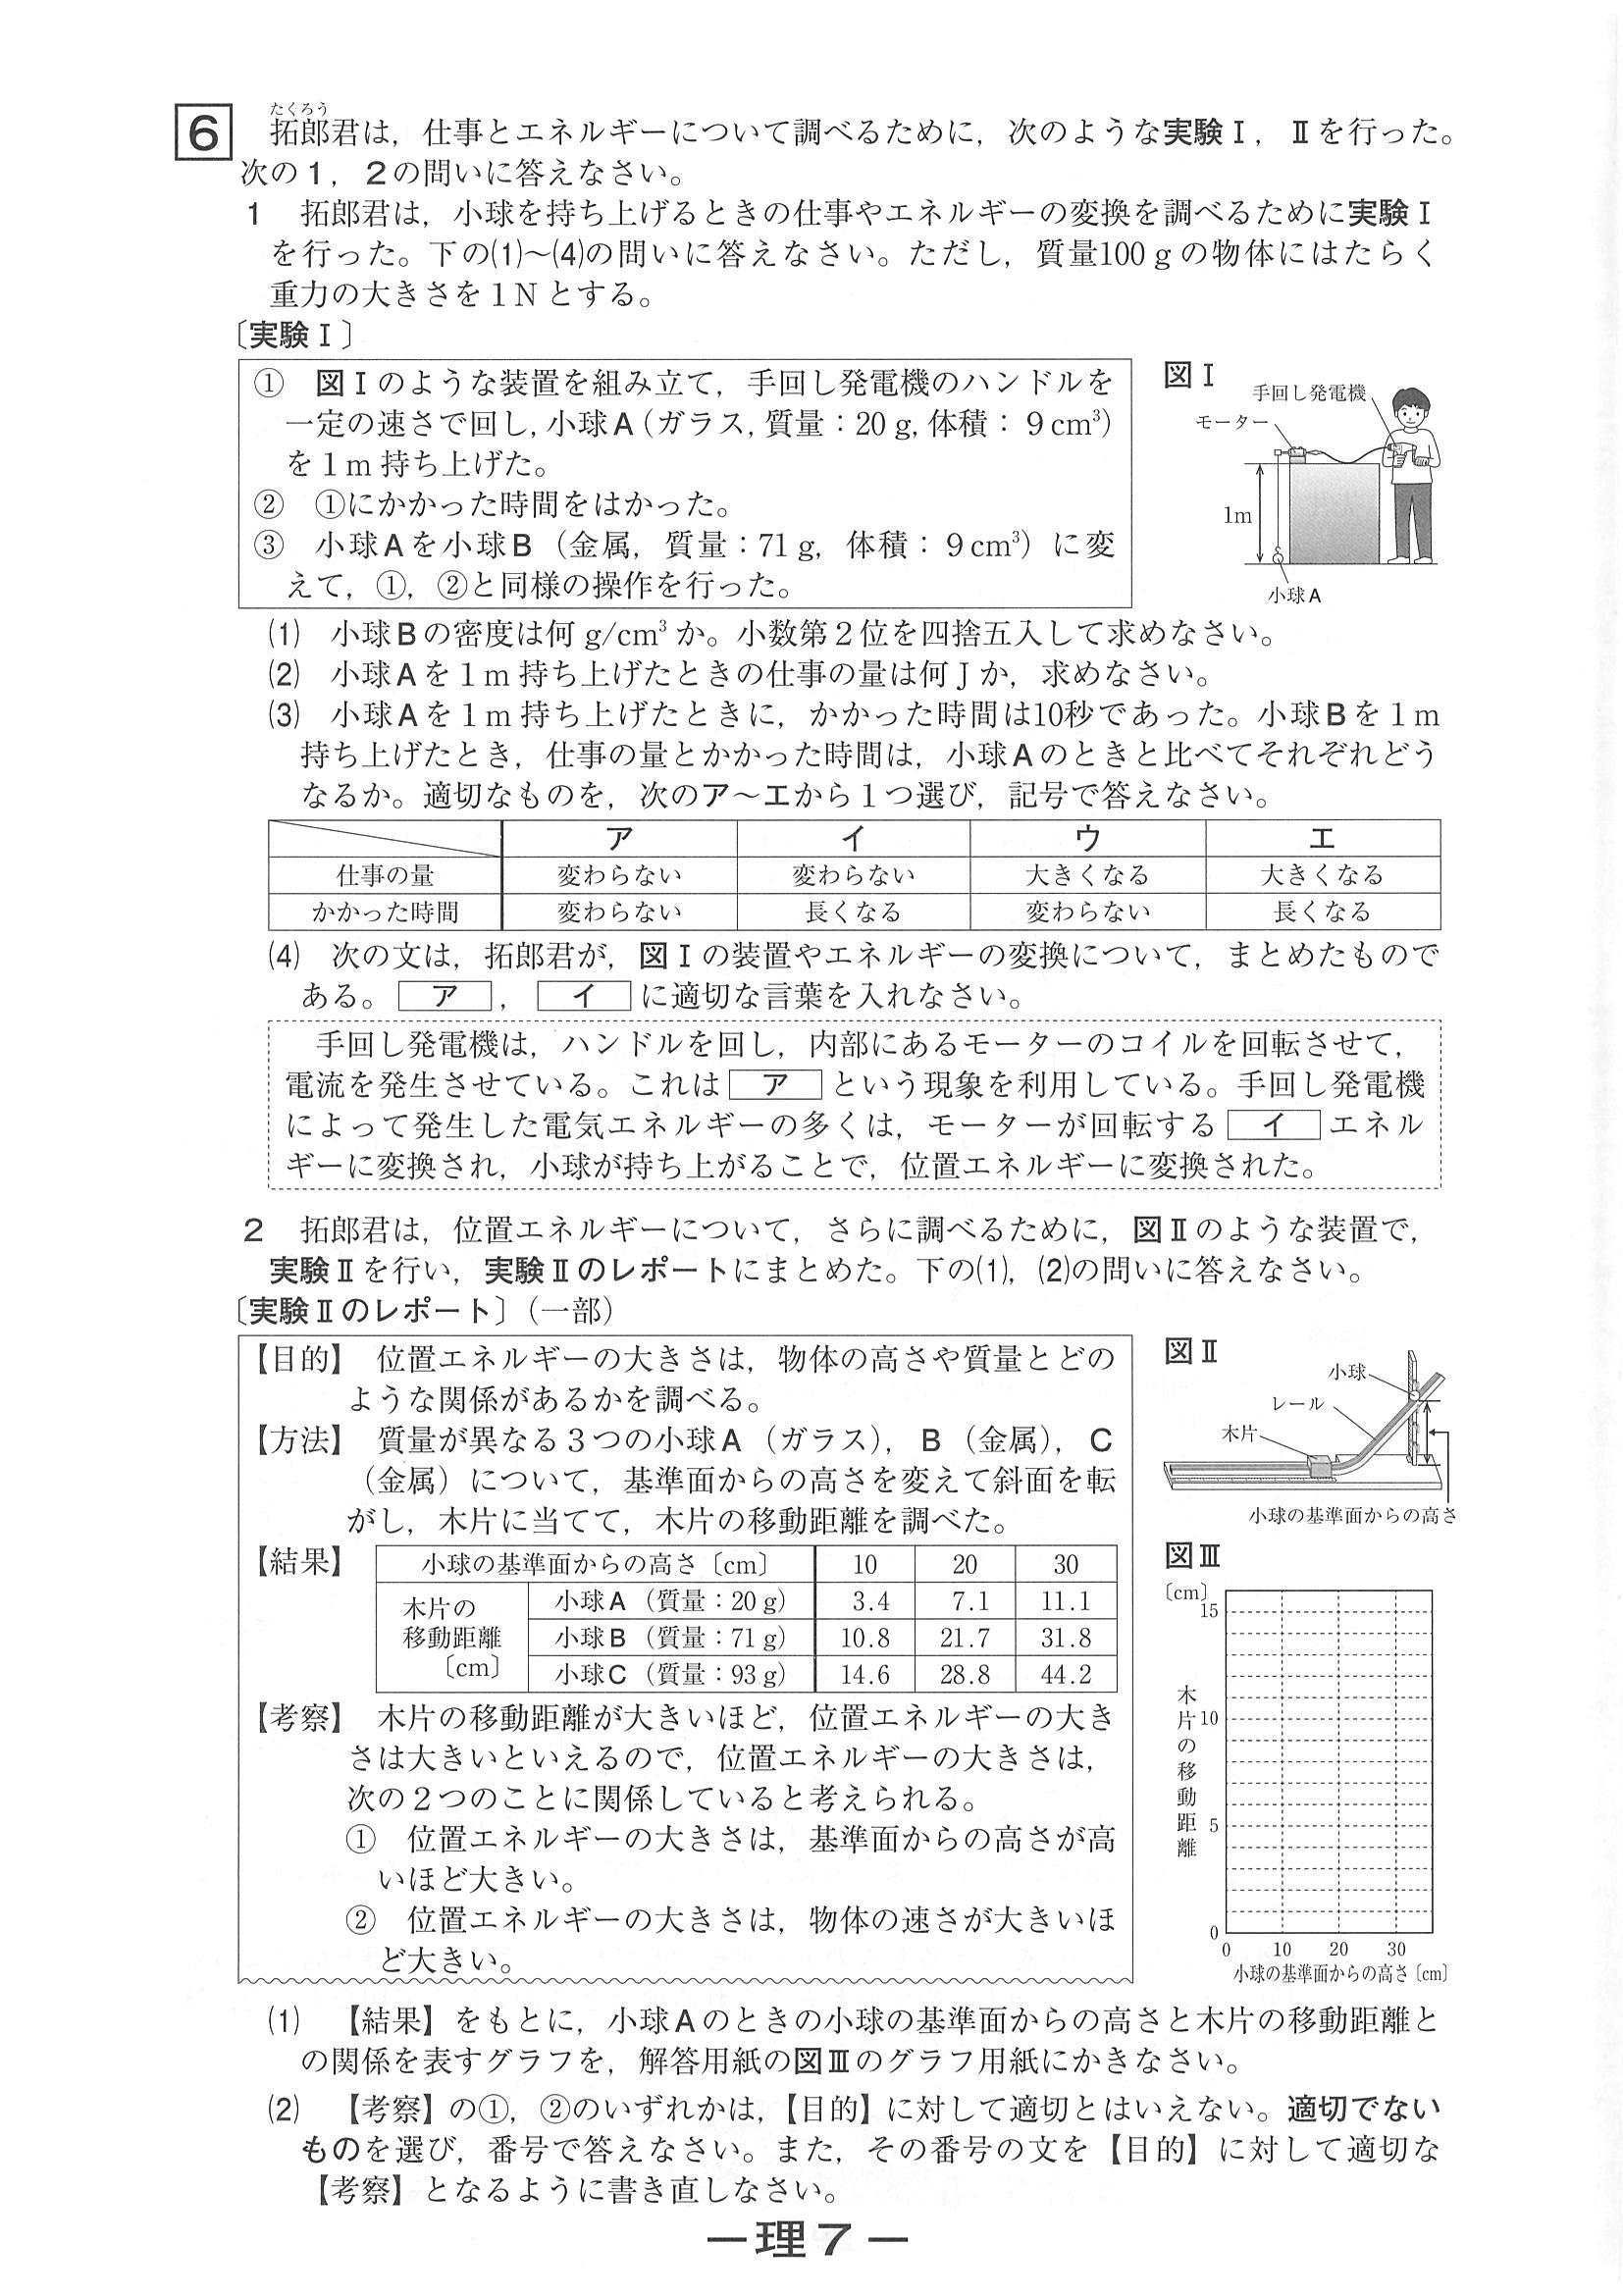 6
たくろう
拓郎君は，仕事とエネルギーについて調べるために，次のような実験Ⅰ，Ⅱを行った。
次の1，2の問いに答えなさい。
1 拓郎君は，小球を持ち上げるときの仕事やエネルギーの変換を調べるために実験Ⅰ
を行った。下の⑴～⑷の問いに答えなさい。ただし，質量100gの物体にはたらく
重力の大きさを1Nとする。
〔実験Ⅰ〕
① 図Ⅰのような装置を組み立て，手回し発電機のハンドルを
一定の速さで回し，小球A（ガラス，質量：20g，体積：9cm³）
を1m持ち上げた。
② ①にかかった時間をはかった。
③ 小球Aを小球B（金属，質量：71g，体積：9cm³）に変
えて，①，②と同様の操作を行った。
図Ⅰ
手回し発電機
モーター
1m
小球A
⑴ 小球Bの密度は何g/cm³か。小数第2位を四捨五入して求めなさい。
⑵ 小球Aを1m持ち上げたときの仕事の量は何Jか，求めなさい。
⑶ 小球Aを1m持ち上げたときに，かかった時間は10秒であった。小球Bを1m
持ち上げたとき，仕事の量とかかった時間は，小球Aのときと比べてそれぞれどう
なるか。適切なものを，次のア～エから1つ選び，記号で答えなさい。
ア イ ウ エ
仕事の量 変わらない 変わらない 大きくなる 大きくなる
かかった時間 変わらない 長くなる 変わらない 長くなる
⑷ 次の文は，拓郎君が，図Ⅰの装置やエネルギーの変換について，まとめたもので
ある。 ア ， イ に適切な言葉を入れなさい。
手回し発電機は，ハンドルを回し，内部にあるモーターのコイルを回転させて，
電流を発生させている。これは ア という現象を利用している。手回し発電機
によって発生した電気エネルギーの多くは，モーターが回転する イ エネル
ギーに変換され，小球が持ち上がることで，位置エネルギーに変換された。
2 拓郎君は，位置エネルギーについて，さらに調べるために，図Ⅱのような装置で，
実験Ⅱを行い，実験Ⅱのレポートにまとめた。下の⑴，⑵の問いに答えなさい。
〔実験Ⅱのレポート〕（一部）
【目的】 位置エネルギーの大きさは，物体の高さや質量とどの
ような関係があるかを調べる。
【方法】 質量が異なる3つの小球A（ガラス），B（金属），C
（金属）について，基準面からの高さを変えて斜面を転
がし，木片に当てて，木片の移動距離を調べた。
【結果】
小球の基準面からの高さ〔cm〕 10 20 30
木片の
移動距離
〔cm〕
小球A（質量：20g） 3.4 7.1 11.1
小球B（質量：71g） 10.8 21.7 31.8
小球C（質量：93g） 14.6 28.8 44.2
【考察】 木片の移動距離が大きいほど，位置エネルギーの大き
さは大きいといえるので，位置エネルギーの大きさは，
次の2つのことに関係していると考えられる。
① 位置エネルギーの大きさは，基準面からの高さが高
いほど大きい。
② 位置エネルギーの大きさは，物体の速さが大きいほ
ど大きい。
図Ⅱ
小球
レール
木片
小球の基準面からの高さ
図Ⅲ
〔cm〕
15
10
5
0
木片の移動距離
0 10 20 30
小球の基準面からの高さ〔cm〕
⑴ 【結果】をもとに，小球Aのときの小球の基準面からの高さと木片の移動距離と
の関係を表すグラフを，解答用紙の図Ⅲのグラフ用紙にかきなさい。
⑵ 【考察】の①，②のいずれかは，【目的】に対して適切とはいえない。適切でない
ものを選び，番号で答えなさい。また，その番号の文を【目的】に対して適切な
【考察】となるように書き直しなさい。
―理7―